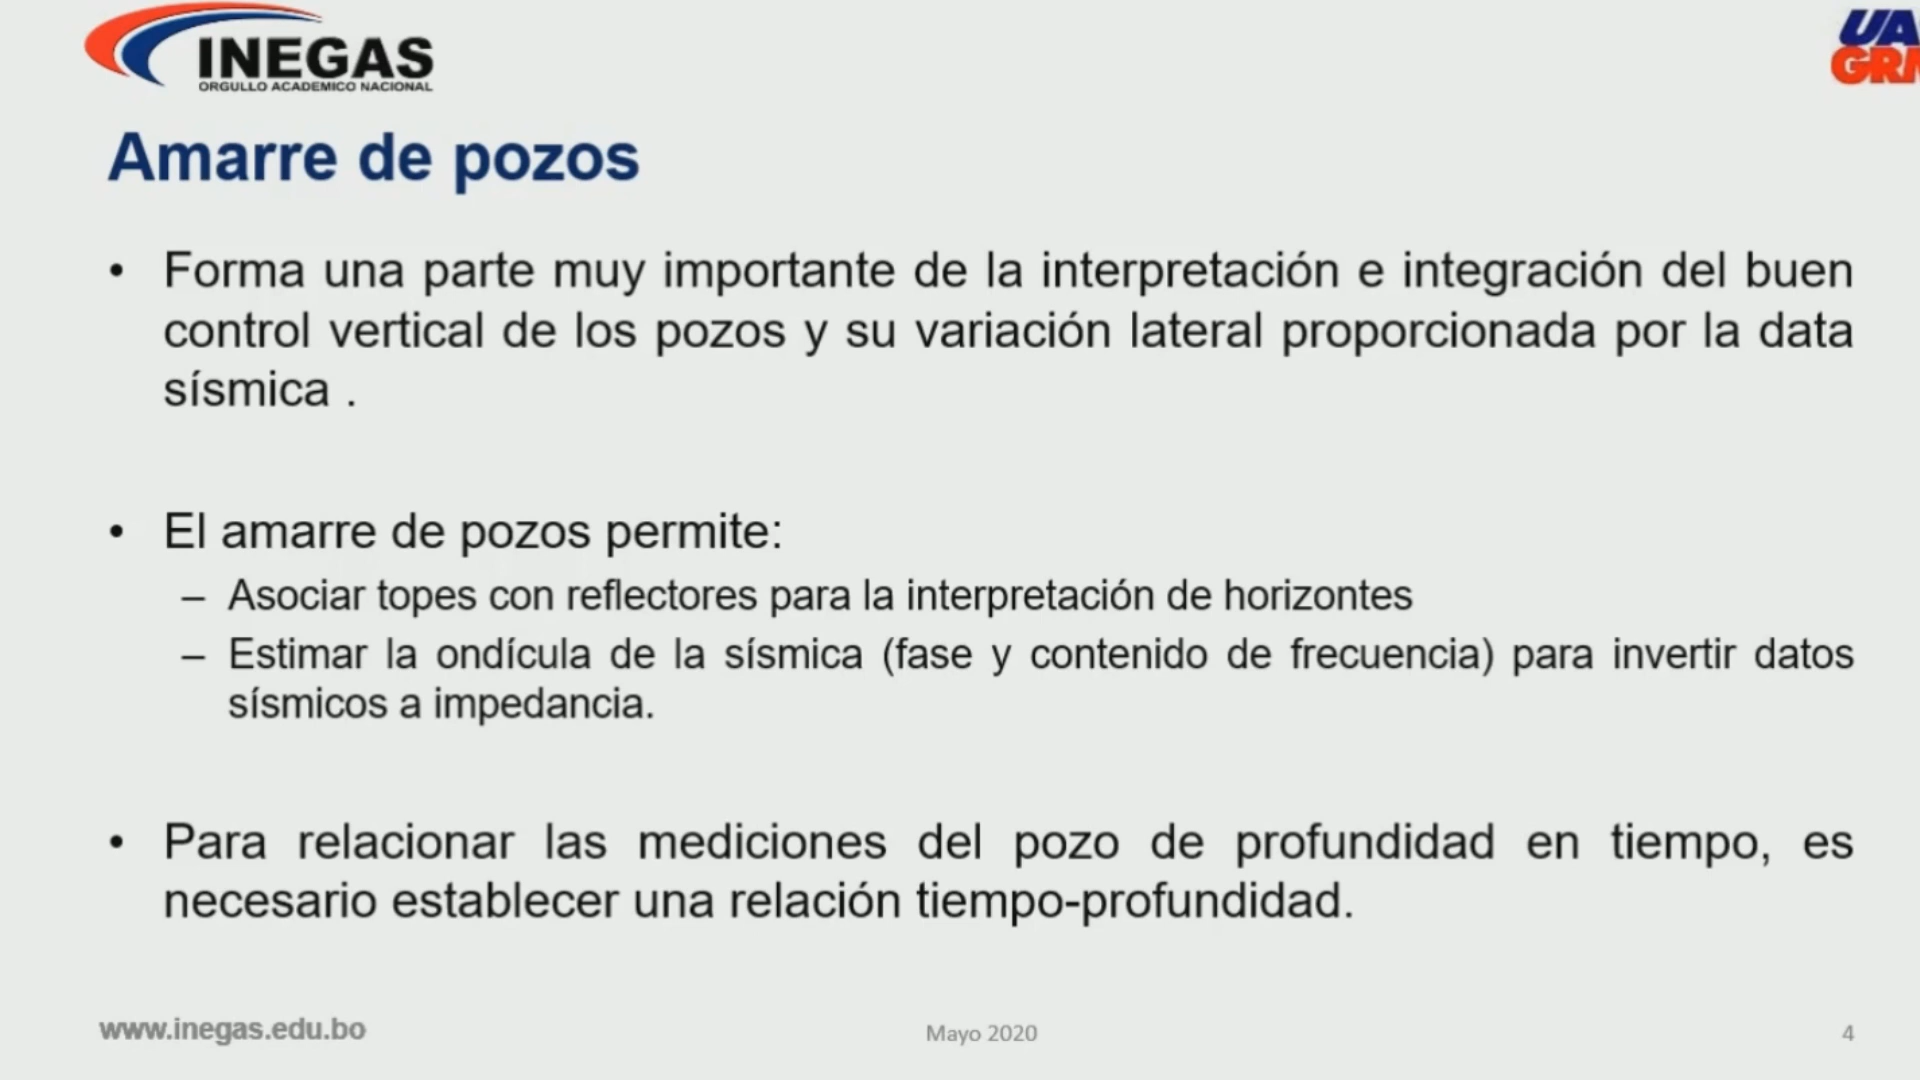 INEGAS
ORGULLO ACADEMICO NACIONAL
UA
GRM
Amarre de pozos
• Forma una parte muy importante de la interpretación e integración del buen
control vertical de los pozos y su variación lateral proporcionada por la data
sísmica .
• El amarre de pozos permite:
– Asociar topes con reflectores para la interpretación de horizontes
– Estimar la ondícula de la sísmica (fase y contenido de frecuencia) para invertir datos
sísmicos a impedancia.
• Para relacionar las mediciones del pozo de profundidad en tiempo, es
necesario establecer una relación tiempo-profundidad.
www.inegas.edu.bo
Mayo 2020
4